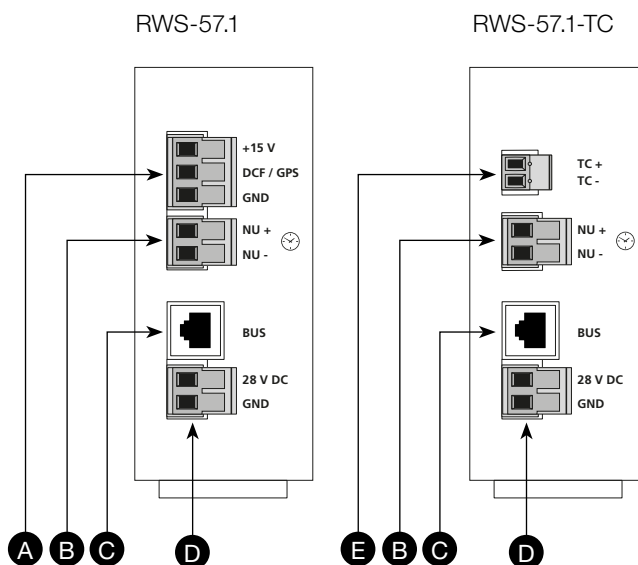 RWS-57.1
+15 V
DCF / GPS
GND
NU +
NU -
BUS
28 V DC
GND
A
B
C
D
RWS-57.1-TC
TC +
TC -
NU +
NU -
BUS
28 V DC
GND
E
B
C
D